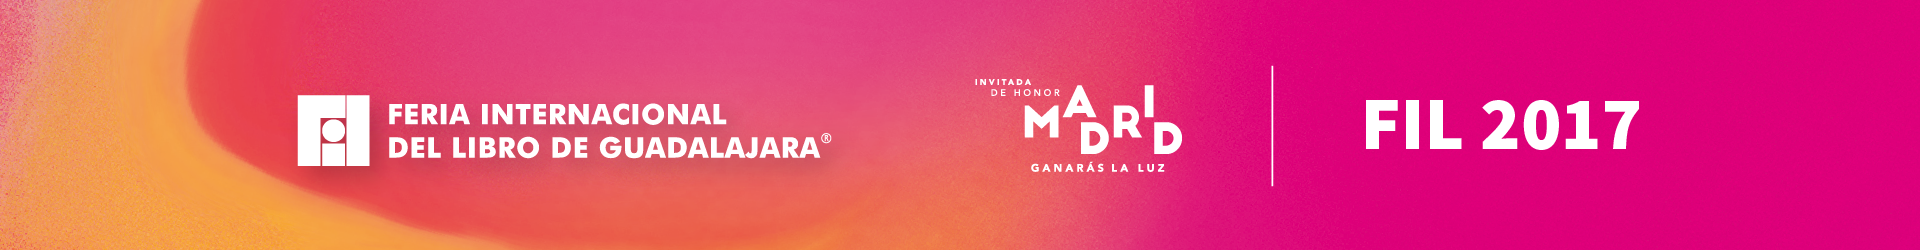 FERIA INTERNACIONAL
DEL LIBRO DE GUADALAJARA®
INVITADA
DE HONOR
MADRID
GANARÁS LA LUZ
FIL 2017